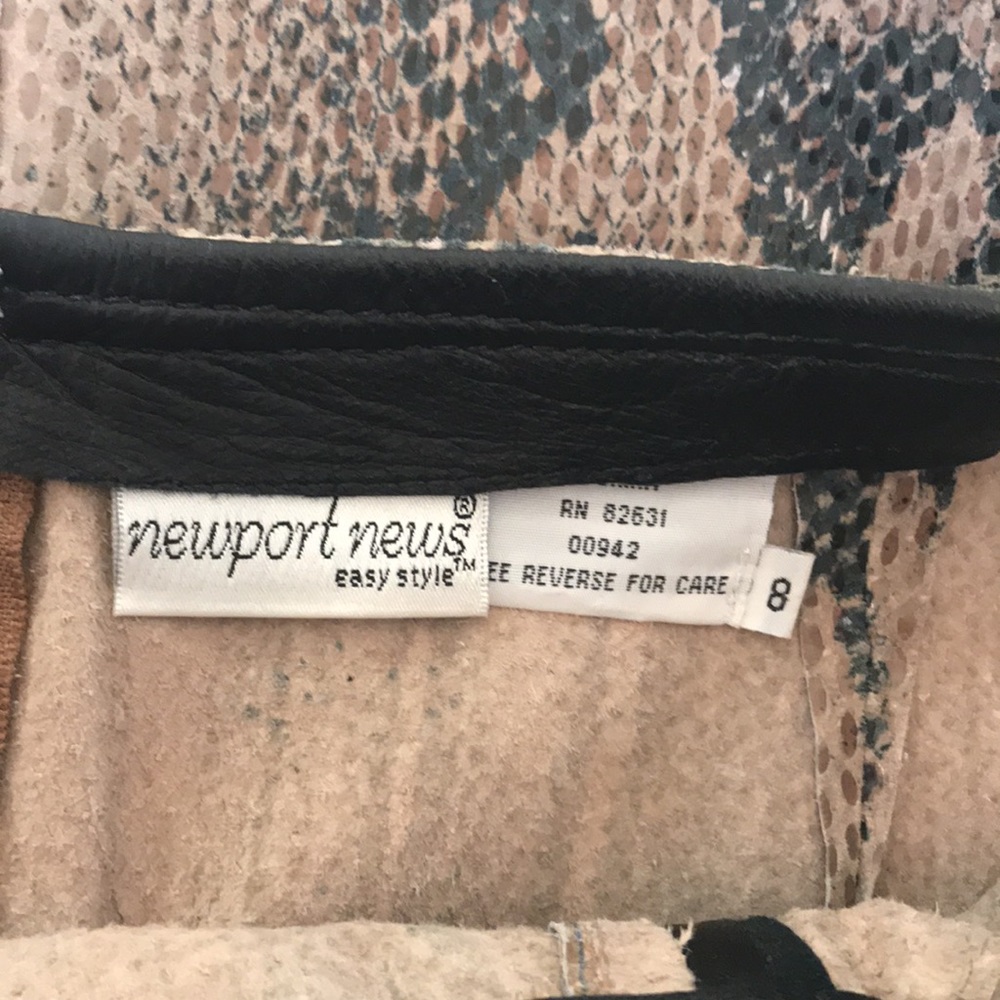 newport news®
easy style™
RN 82631
00942
EE REVERSE FOR CARE
8